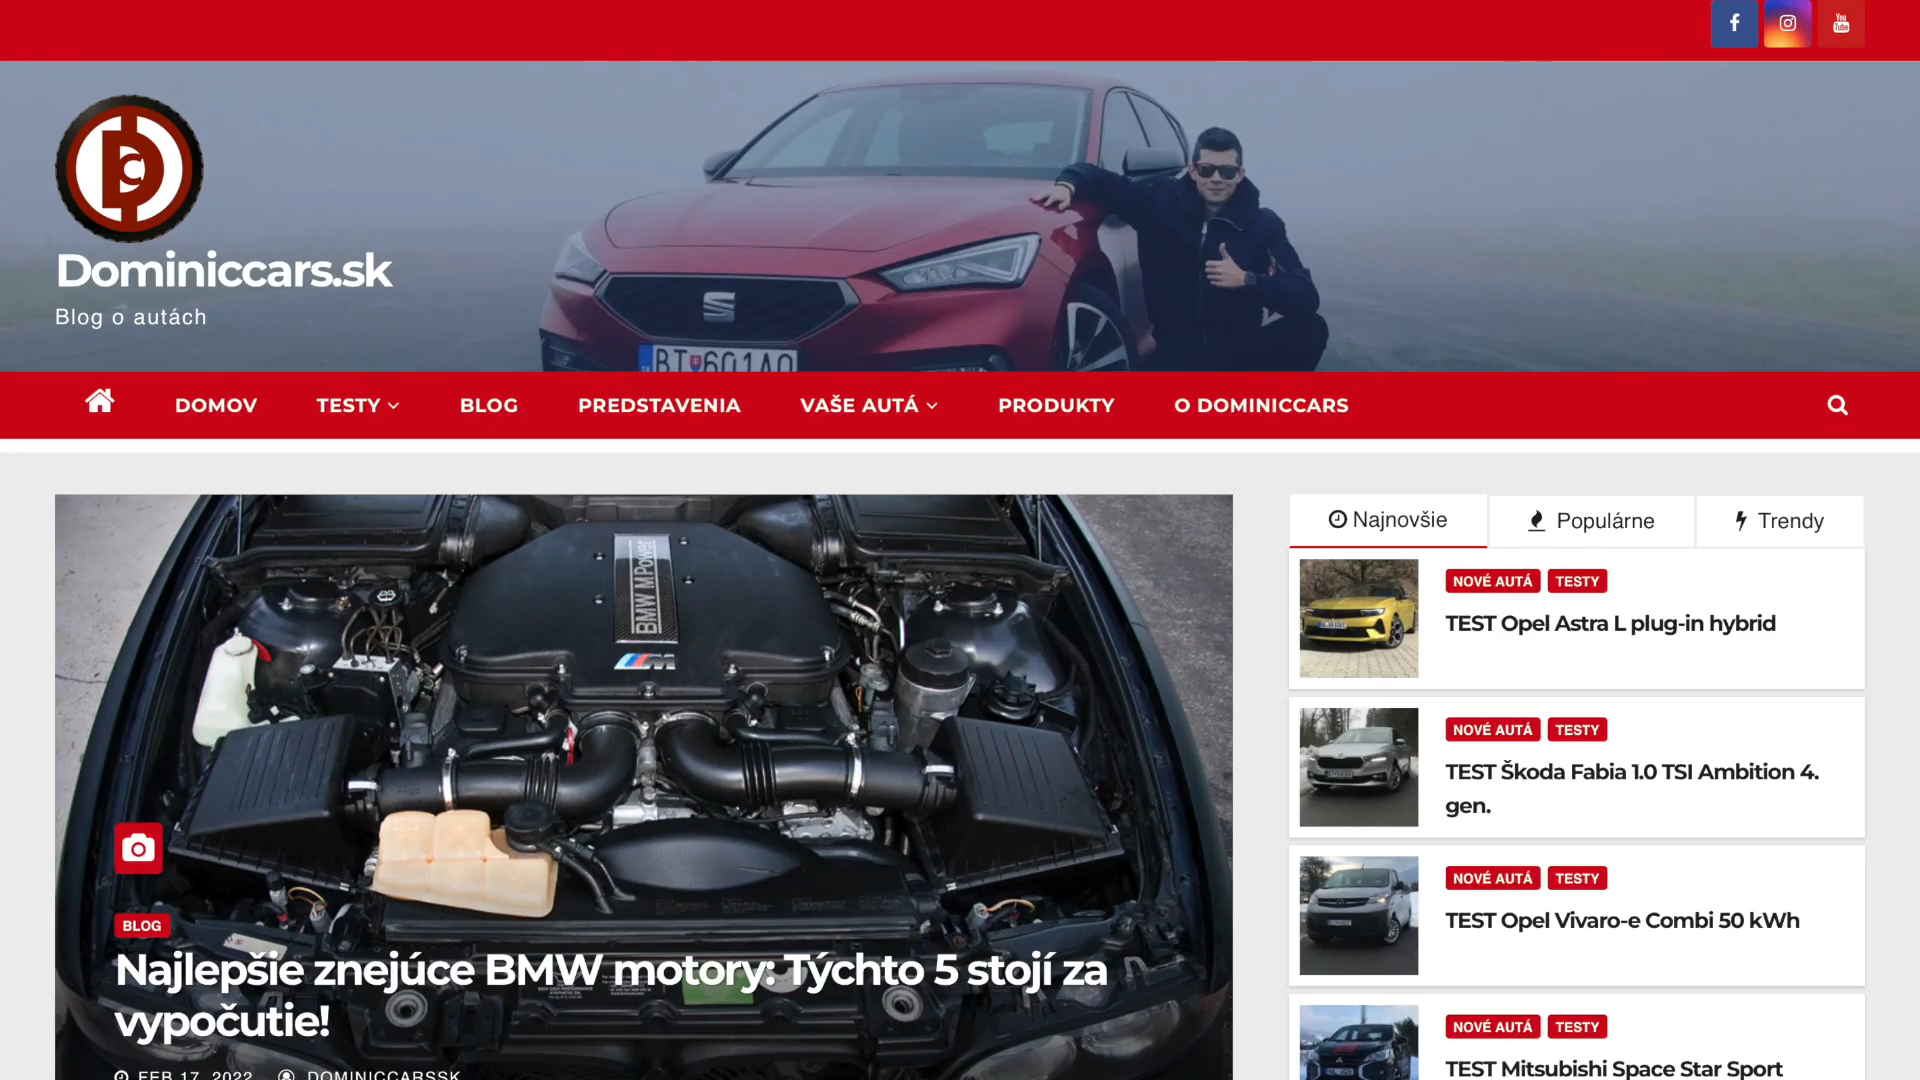 Dominiccars.sk
Blog o autách
BT 601AO
DOMOV
TESTY
BLOG
PREDSTAVENIA
VAŠE AUTÁ
PRODUKTY
O DOMINICCARS
BMW M Power
BLOG
Najlepšie znejúce BMW motory: Týchto 5 stojí za
vypočutie!
FEB 17, 2022
DOMINICCARSSK
Najnovšie
Populárne
Trendy
NOVÉ AUTÁ TESTY
TEST Opel Astra L plug-in hybrid
NOVÉ AUTÁ TESTY
TEST Škoda Fabia 1.0 TSI Ambition 4.
gen.
NOVÉ AUTÁ TESTY
TEST Opel Vivaro-e Combi 50 kWh
NOVÉ AUTÁ TESTY
TEST Mitsubishi Space Star Sport